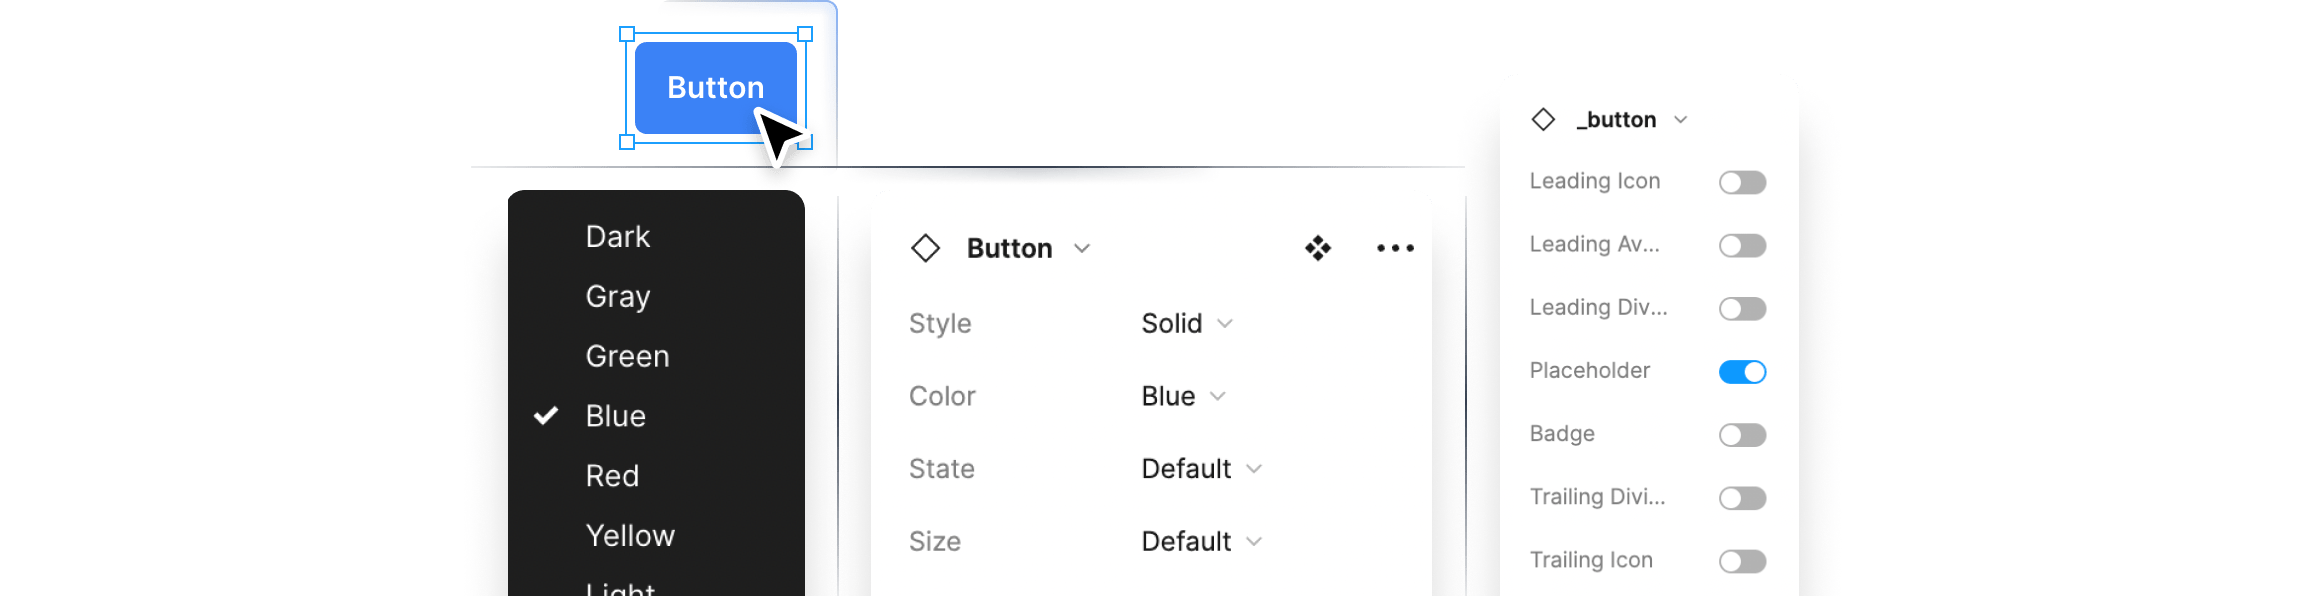 Button
Dark
Gray
Green
Blue
Red
Yellow
Light
Button
Style Solid
Color Blue
State Default
Size Default
_button
Leading Icon
Leading Av...
Leading Div...
Placeholder
Badge
Trailing Divi...
Trailing Icon